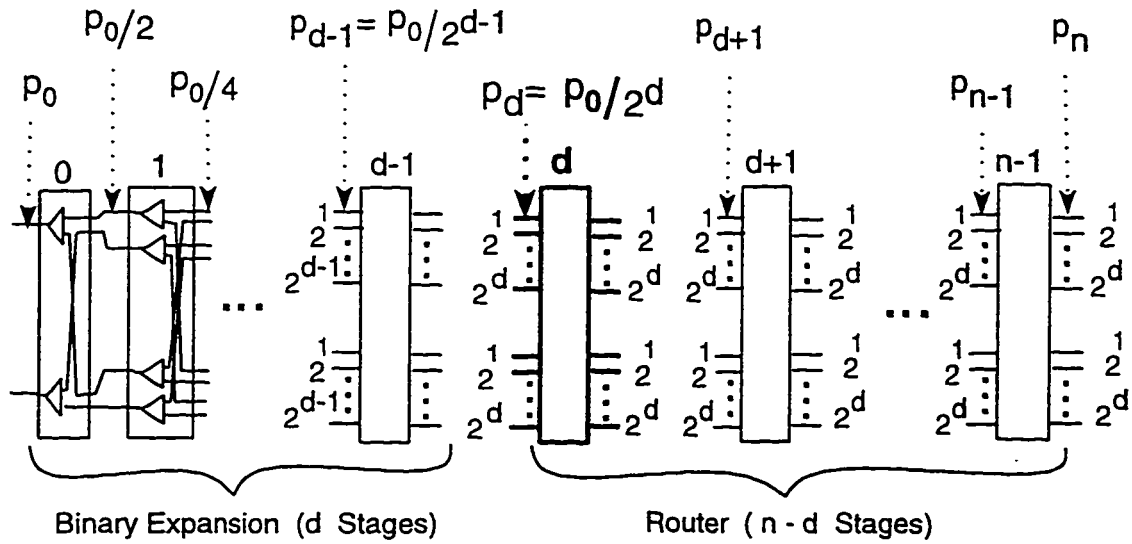 p0/2
pd-1 = p0/2d-1
pd+1
pn
p0
p0/4
pd = p0/2d
pn-1
0
1
d-1
d
d+1
n-1
1
2
2d-1
1
2
2d
1
2
2d
1
2
2d
1
2
2d
1
2
2d
1
2
2d
...
...
1
2
2d-1
1
2
2d
1
2
2d
1
2
2d
1
2
2d
1
2
2d
1
2
2d
Binary Expansion (d Stages)
Router ( n - d Stages)